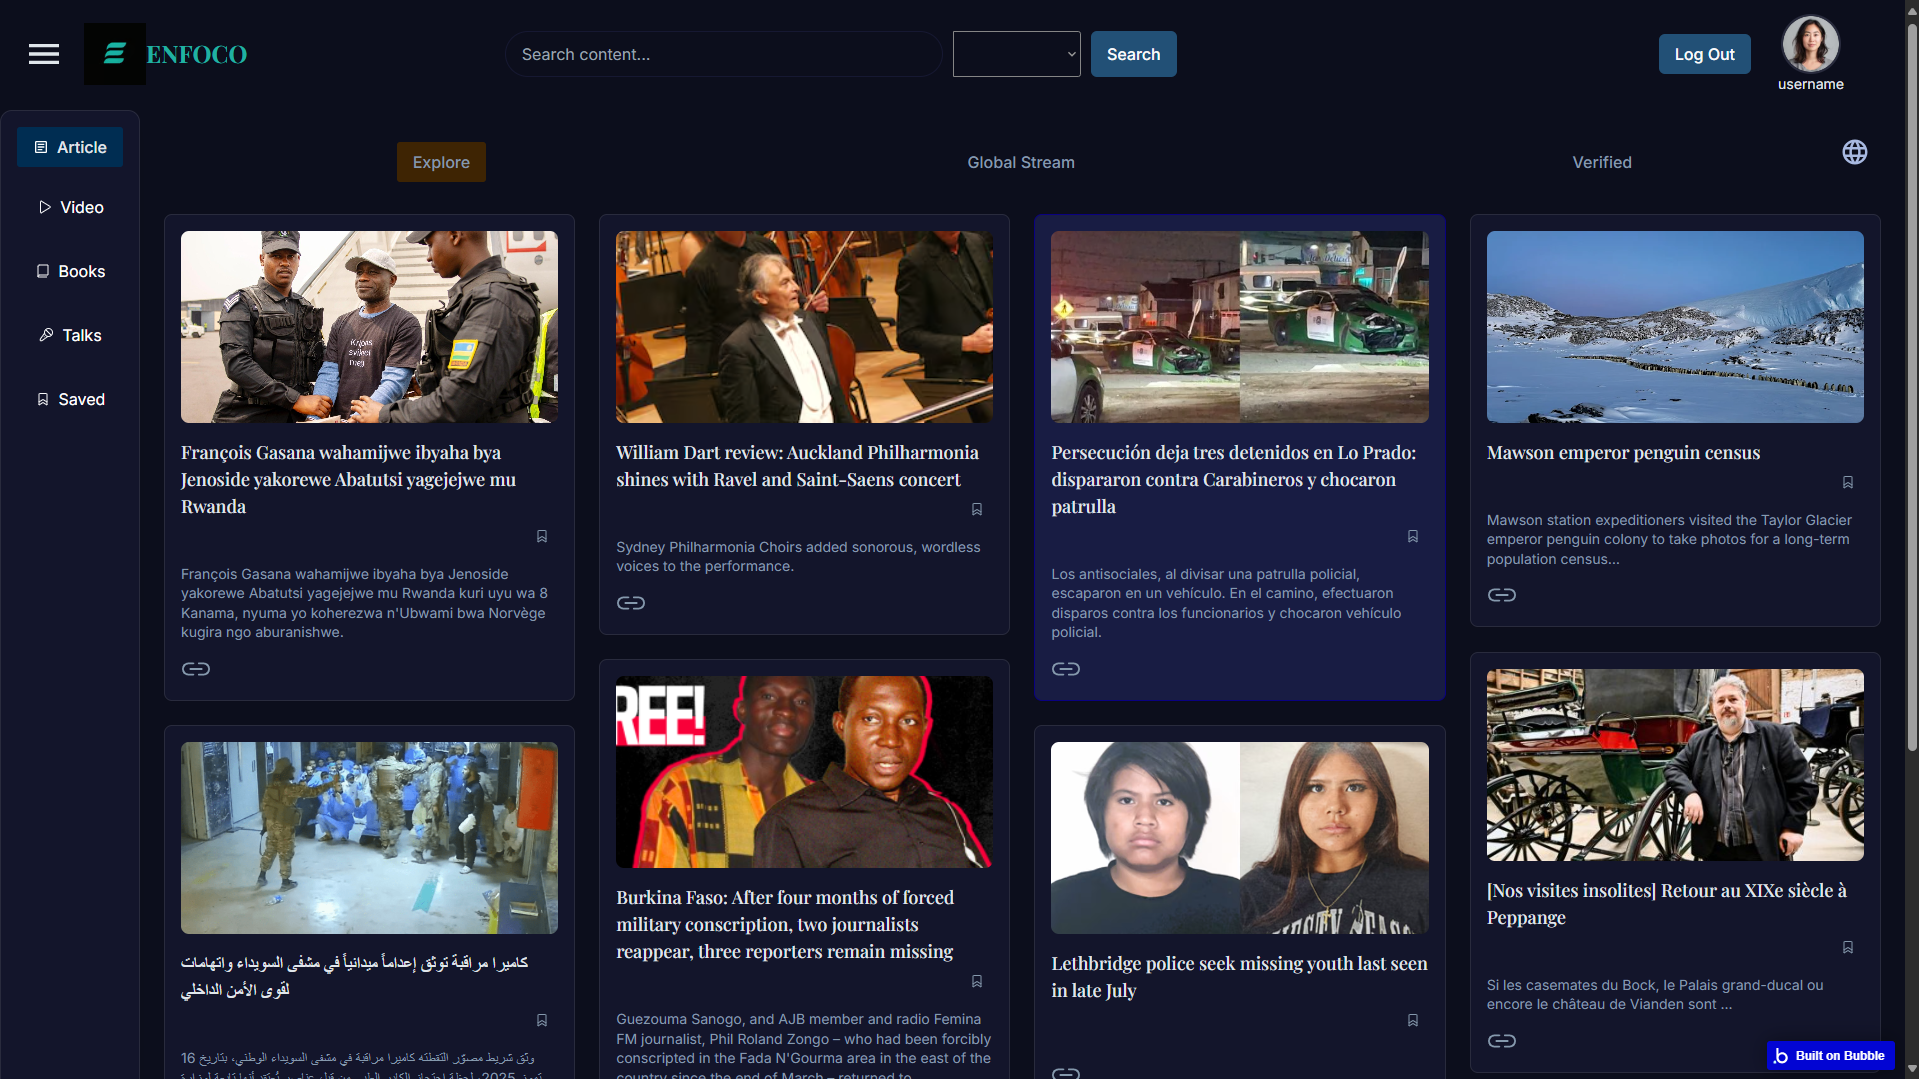 ENFOCO
Search content...
Search
Log Out
username
Article
Video
Books
Talks
Saved
Explore
Global Stream
Verified
François Gasana wahamijwe ibyaha bya
Jenoside yakorewe Abatutsi yagejejwe mu
Rwanda
François Gasana wahamijwe ibyaha bya Jenoside
yakorewe Abatutsi yagejejwe mu Rwanda kuri uyu wa 8
Kanama, nyuma yo koherezwa n'Ubwami bwa Norvège
kugira ngo aburanishwe.
كاميرا مراقبة توثق إعداماً ميدانياً في مشفى السويداء واتهامات
لقوى الأمن الداخلي
وثق شريط مصوّر التقطته كاميرا مراقبة في مشفى السويداء الوطني، بتاريخ 16
William Dart review: Auckland Philharmonia
shines with Ravel and Saint-Saens concert
Sydney Philharmonia Choirs added sonorous, wordless
voices to the performance.
REE!
Burkina Faso: After four months of forced
military conscription, two journalists
reappear, three reporters remain missing
Guezouma Sanogo, and AJB member and radio Femina
FM journalist, Phil Roland Zongo – who had been forcibly
conscripted in the Fada N'Gourma area in the east of the
country since the end of March – returned to
Persecución deja tres detenidos en Lo Prado:
dispararon contra Carabineros y chocaron
patrulla
Los antisociales, al divisar una patrulla policial,
escaparon en un vehículo. En el camino, efectuaron
disparos contra los funcionarios y chocaron vehículo
policial.
Lethbridge police seek missing youth last seen
in late July
Mawson emperor penguin census
Mawson station expeditioners visited the Taylor Glacier
emperor penguin colony to take photos for a long-term
population census...
[Nos visites insolites] Retour au XIXe siècle à
Peppange
Si les casemates du Bock, le Palais grand-ducal ou
encore le château de Vianden sont ...
Built on Bubble